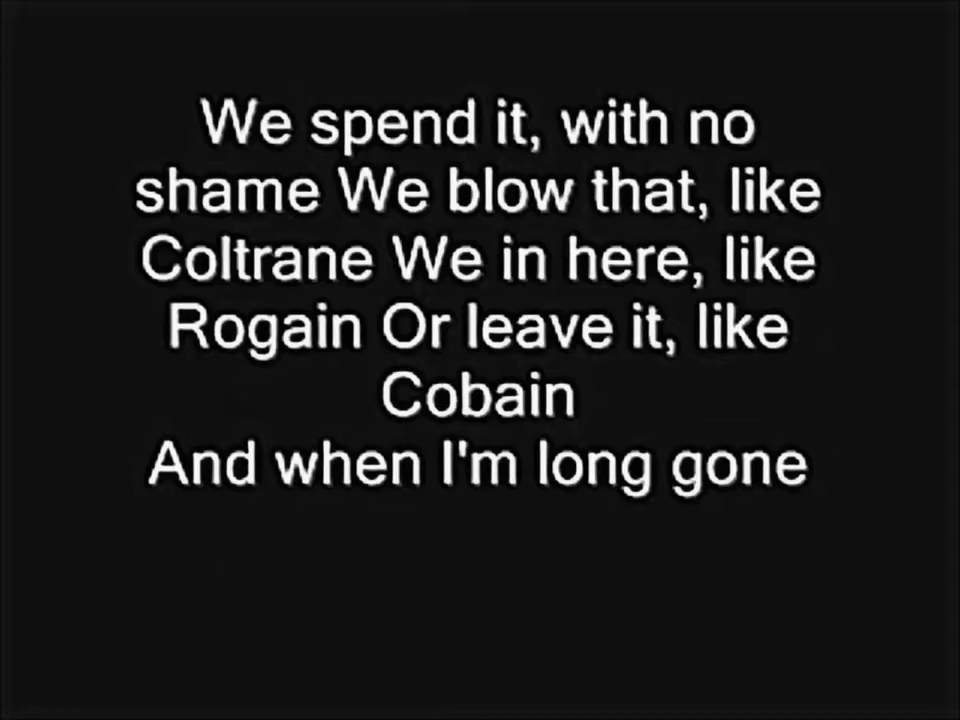 We spend it, with no
shame We blow that, like
Coltrane We in here, like
Rogain Or leave it, like
Cobain
And when I'm long gone